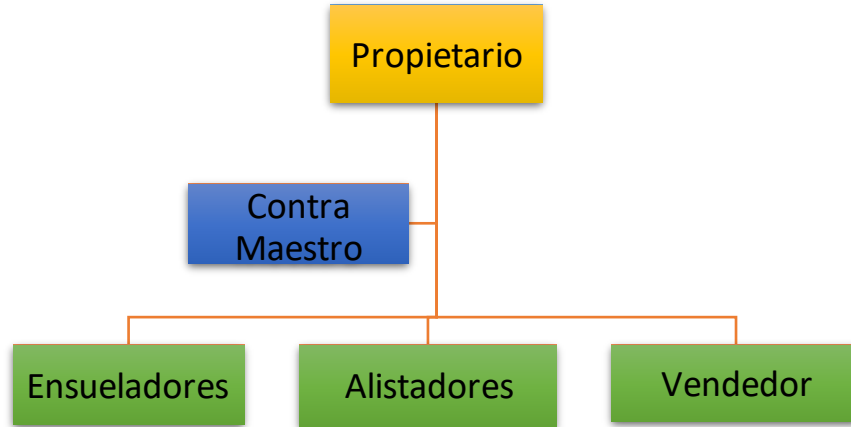 Propietario
Contra
Maestro
Ensueladores
Alistadores
Vendedor